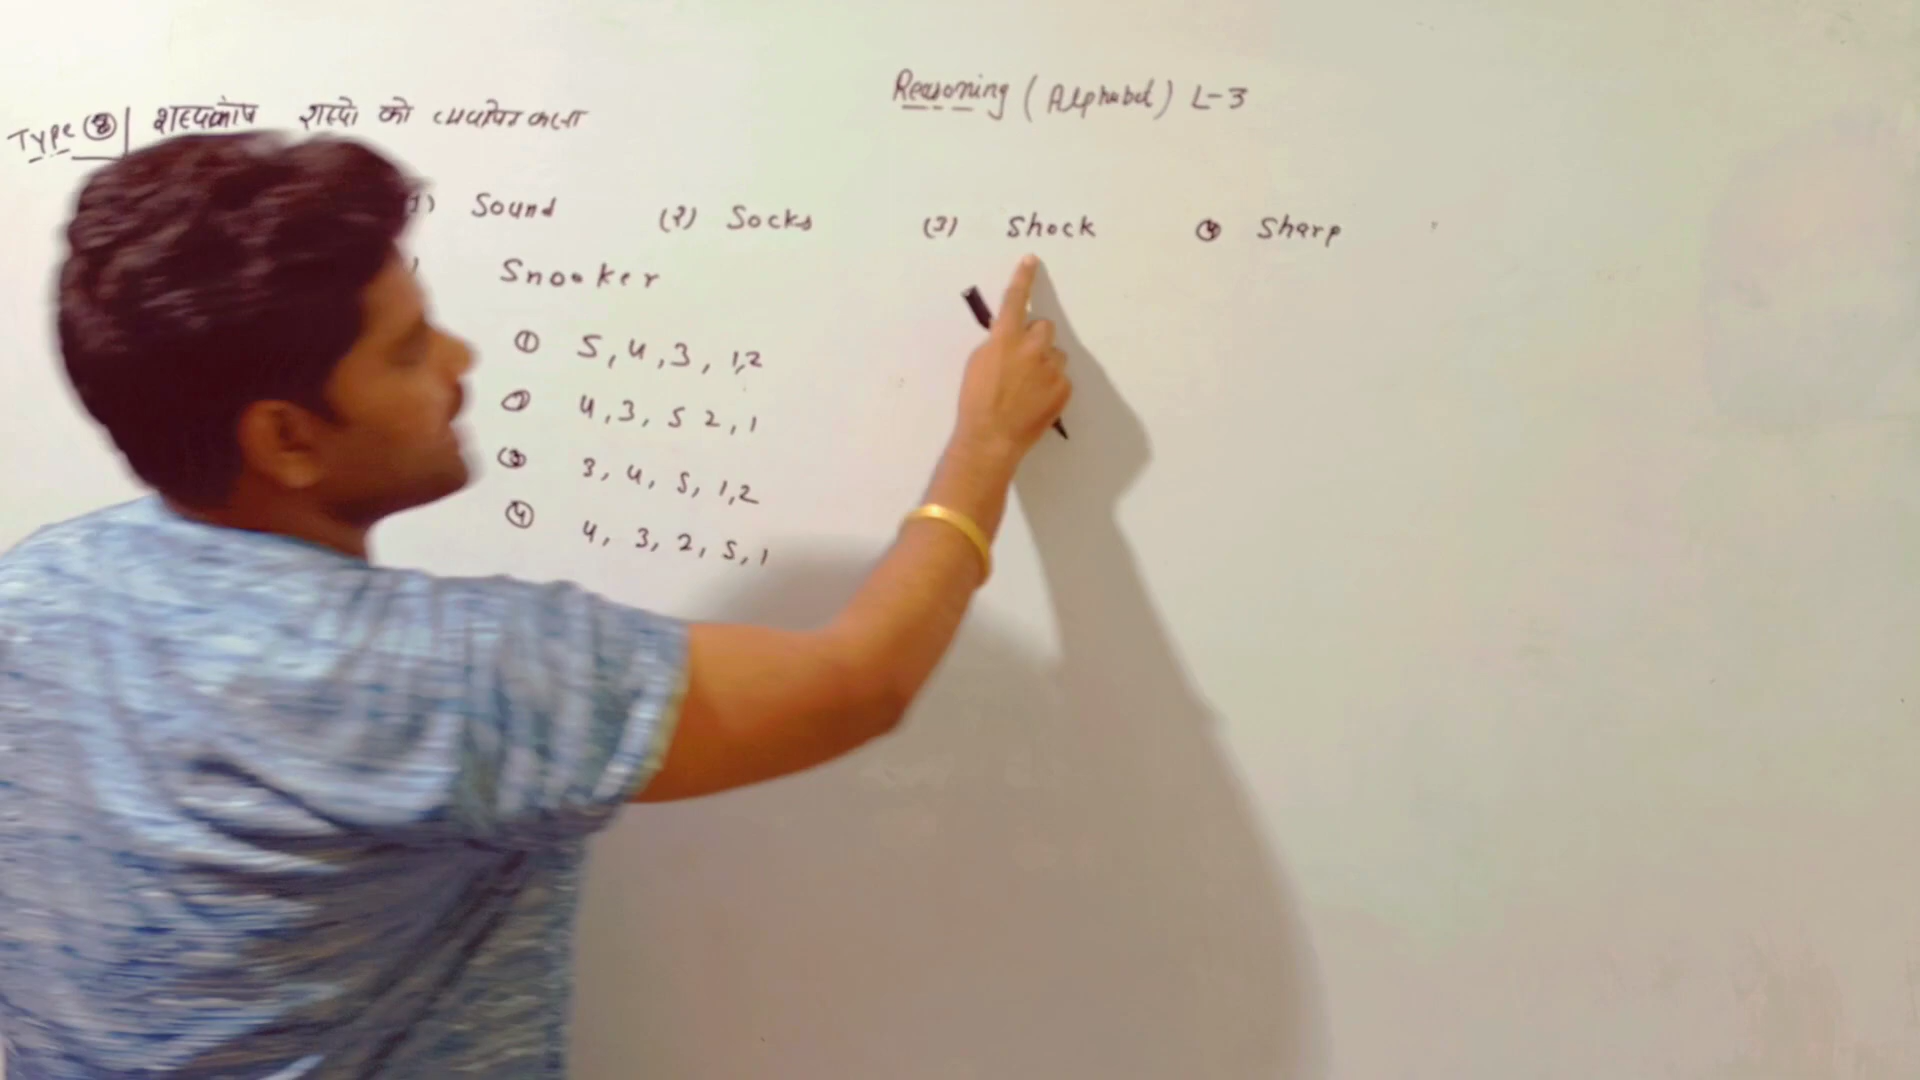 Reasoning (Alphabet) L-3
Type (8) शब्दकोष शब्दो को
1) Sound (2) Socks (3) Shock (4) Sharp
) Snooker
(1) 5, 4, 3, 1,2
(2) 4, 3, 5 2, 1
(3) 3, 4, 5, 1,2
(4) 4, 3, 2, 5, 1